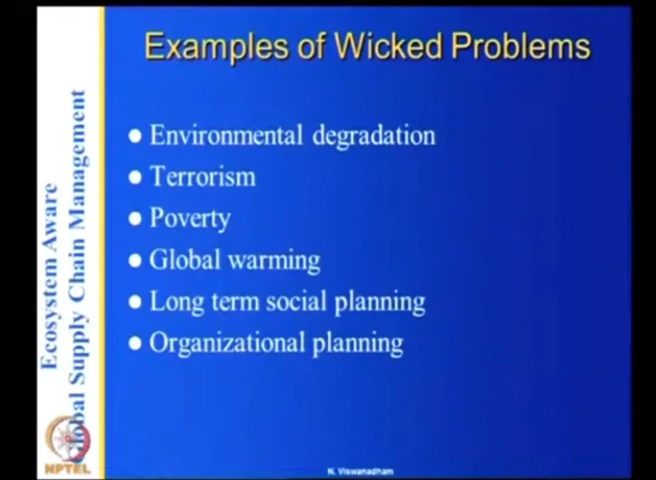 Examples of Wicked Problems
Environmental degradation
Terrorism
Poverty
Global warming
Long term social planning
Organizational planning
Ecosystem Aware
Global Supply Chain Management
NPTEL
N. Viswanadham